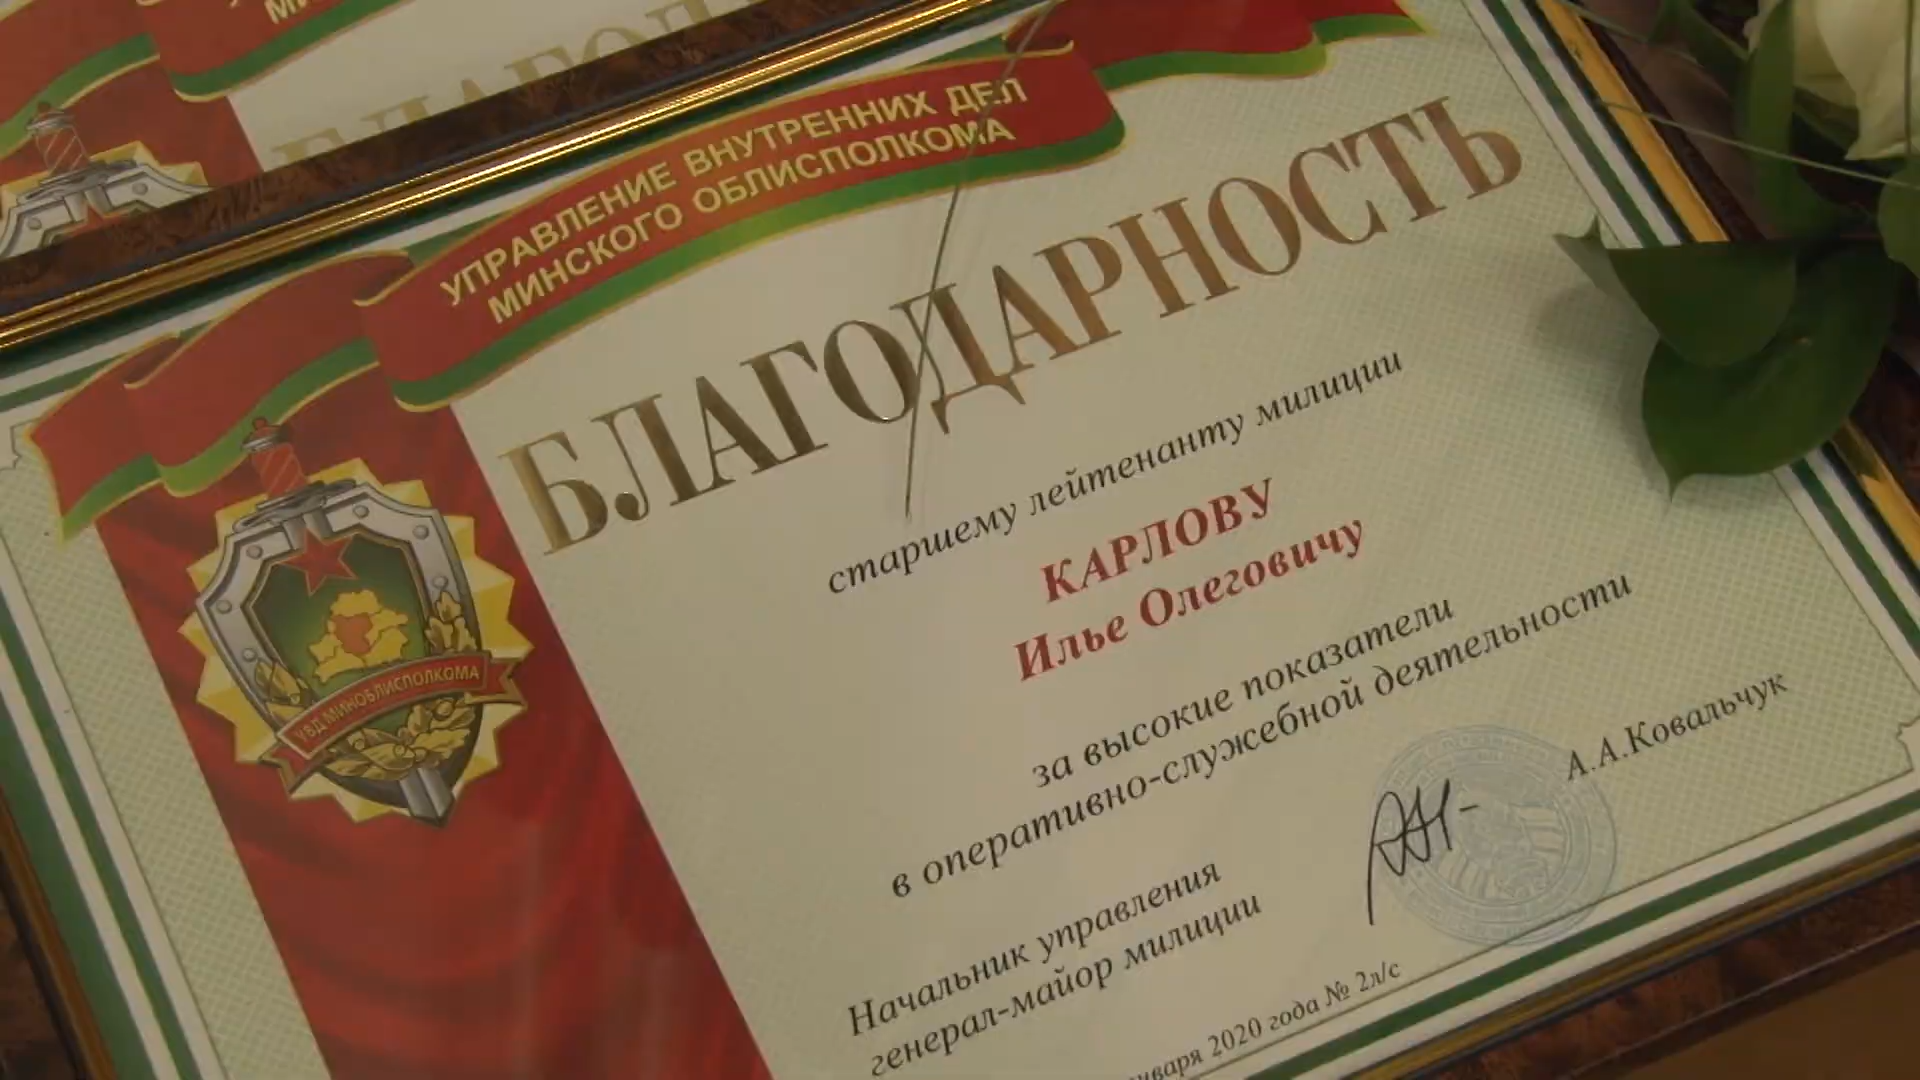 УПРАВЛЕНИЕ ВНУТРЕННИХ ДЕЛ
МИНСКОГО ОБЛИСПОЛКОМА
БЛАГОДАРНОСТЬ
старшему лейтенанту милиции
КАРЛОВУ
Илье Олеговичу
за высокие показатели
в оперативно-служебной деятельности
Начальник управления
генерал-майор милиции
А.А.Ковальчук
2020 года № 2л/с
УВД МИНОБЛИСПОЛКОМА